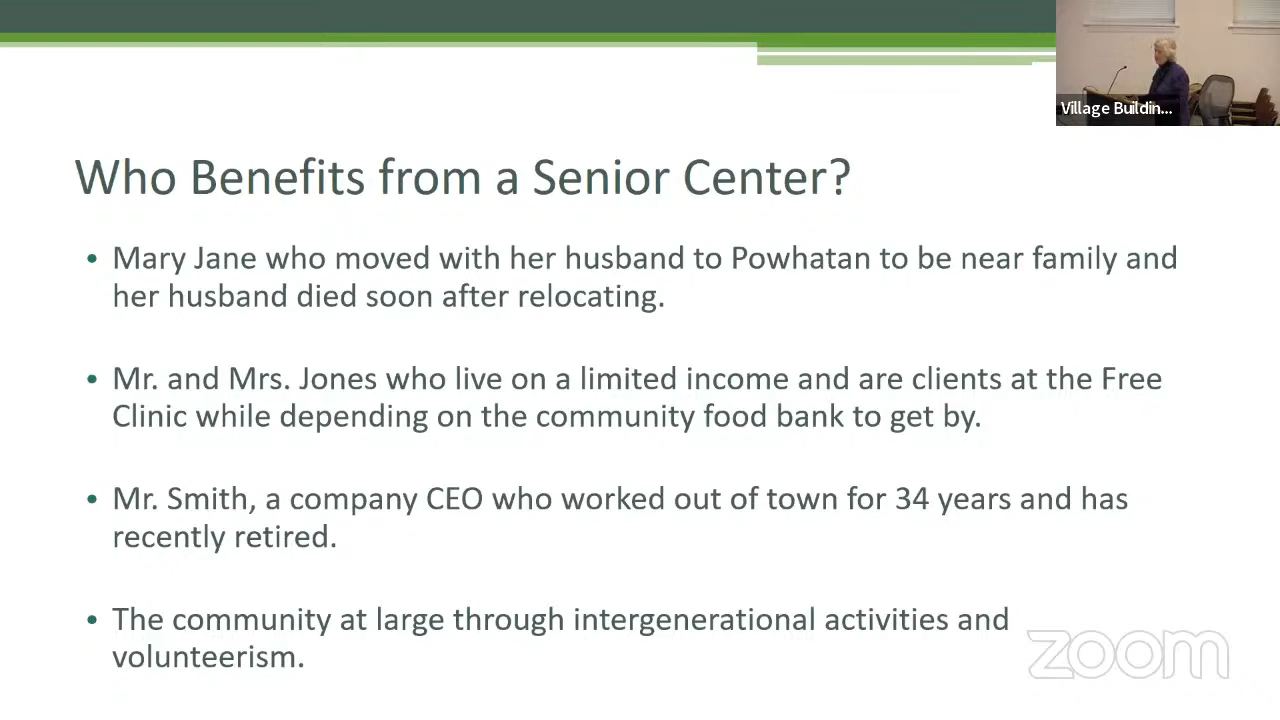 Village Buildin...
Who Benefits from a Senior Center?
• Mary Jane who moved with her husband to Powhatan to be near family and
her husband died soon after relocating.
• Mr. and Mrs. Jones who live on a limited income and are clients at the Free
Clinic while depending on the community food bank to get by.
• Mr. Smith, a company CEO who worked out of town for 34 years and has
recently retired.
• The community at large through intergenerational activities and
volunteerism.
zoom